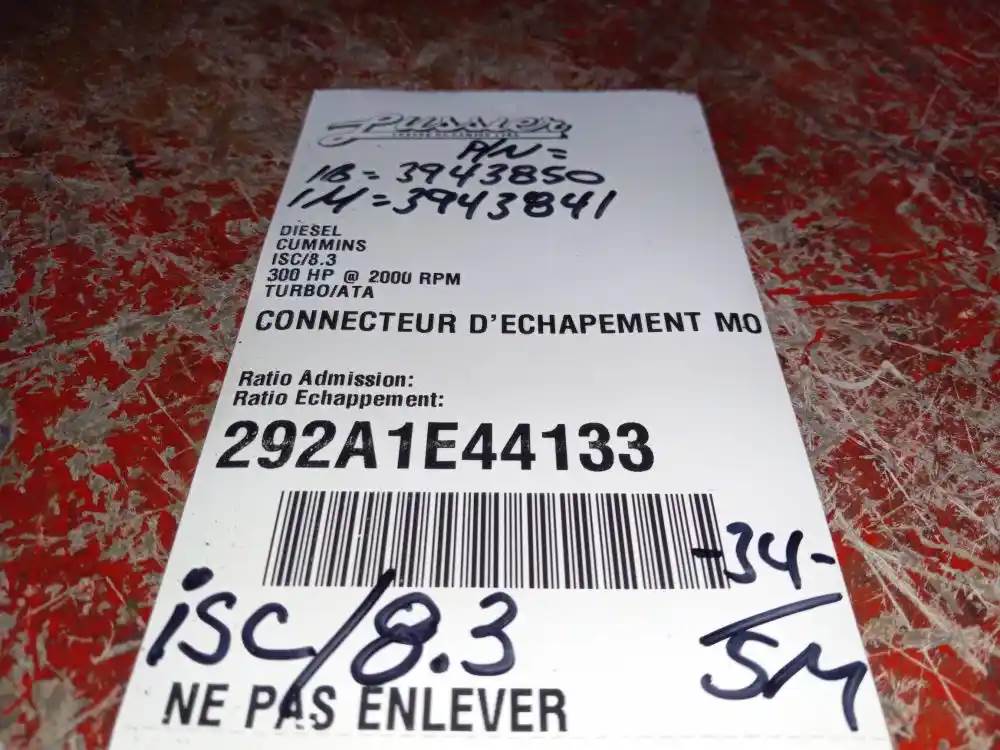 P/N=
1B=3943850
1M=3943841
DIESEL
CUMMINS
ISC/8.3
300 HP @ 2000 RPM
TURBO/ATA
CONNECTEUR D'ECHAPEMENT MO
Ratio Admission:
Ratio Echappement:
292A1E44133
-34-
ISC/8.3
5M
NE PAS ENLEVER